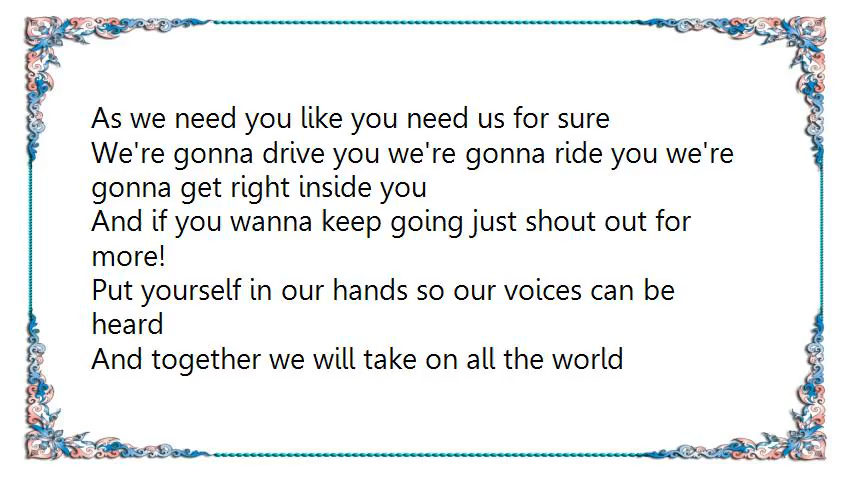 As we need you like you need us for sure
We're gonna drive you we're gonna ride you we're
gonna get right inside you
And if you wanna keep going just shout out for
more!
Put yourself in our hands so our voices can be
heard
And together we will take on all the world